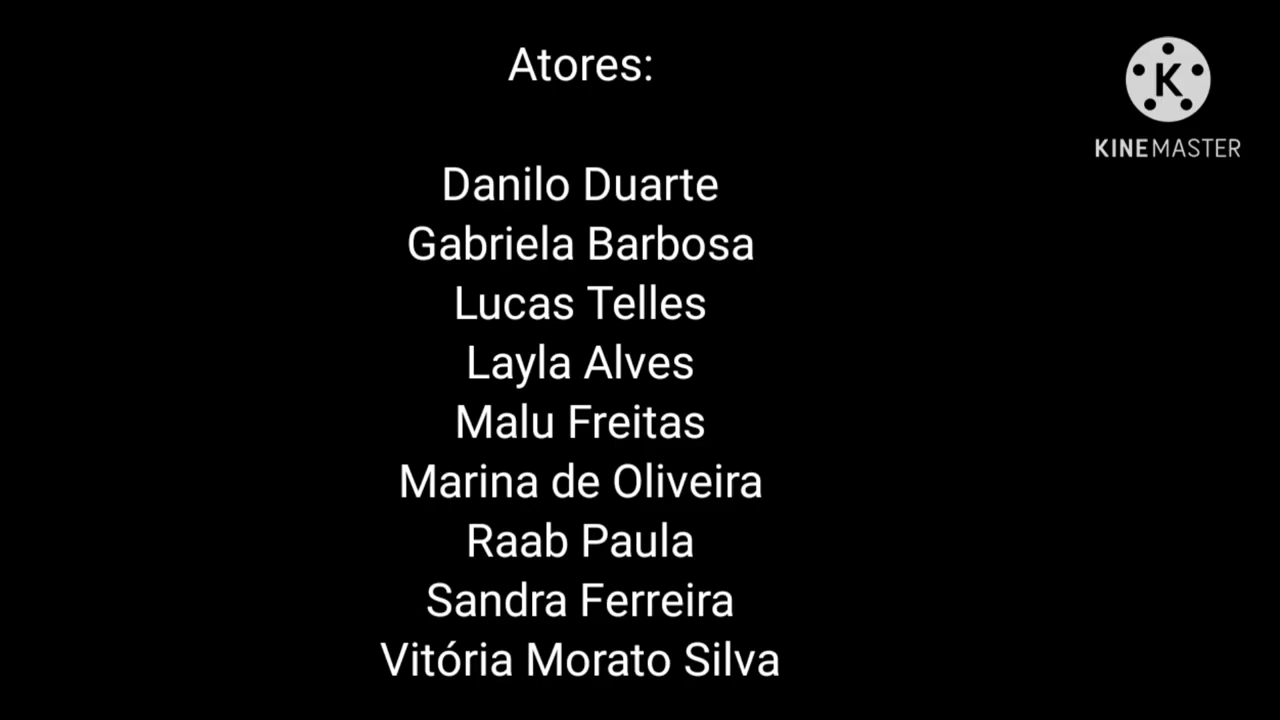 Atores:
K
KINEMASTER
Danilo Duarte
Gabriela Barbosa
Lucas Telles
Layla Alves
Malu Freitas
Marina de Oliveira
Raab Paula
Sandra Ferreira
Vitória Morato Silva